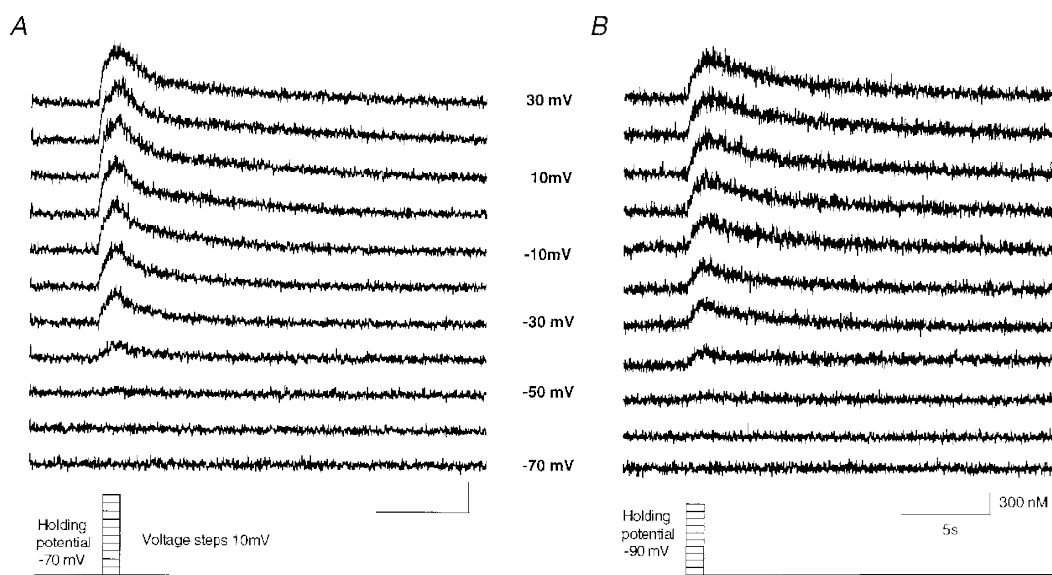 A
B
30 mV
10mV
-10mV
-30 mV
-50 mV
-70 mV
Holding
potential
-70 mV
Voltage steps 10mV
Holding
potential
-90 mV
300 nM
5s